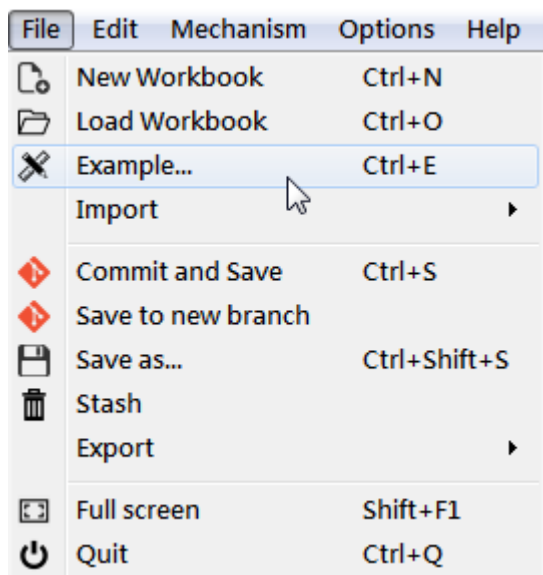 File Edit Mechanism Options Help
New Workbook Ctrl+N
Load Workbook Ctrl+O
Example... Ctrl+E
Import
Commit and Save Ctrl+S
Save to new branch
Save as... Ctrl+Shift+S
Stash
Export
Full screen Shift+F1
Quit Ctrl+Q